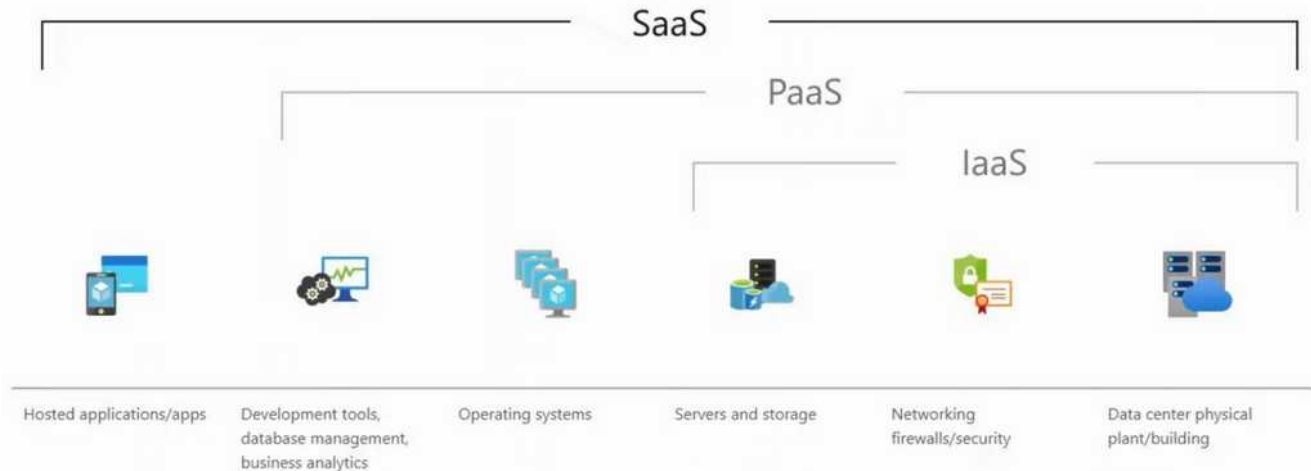 SaaS
PaaS
IaaS
Hosted applications/apps
Development tools,
database management,
business analytics
Operating systems
Servers and storage
Networking
firewalls/security
Data center physical
plant/building